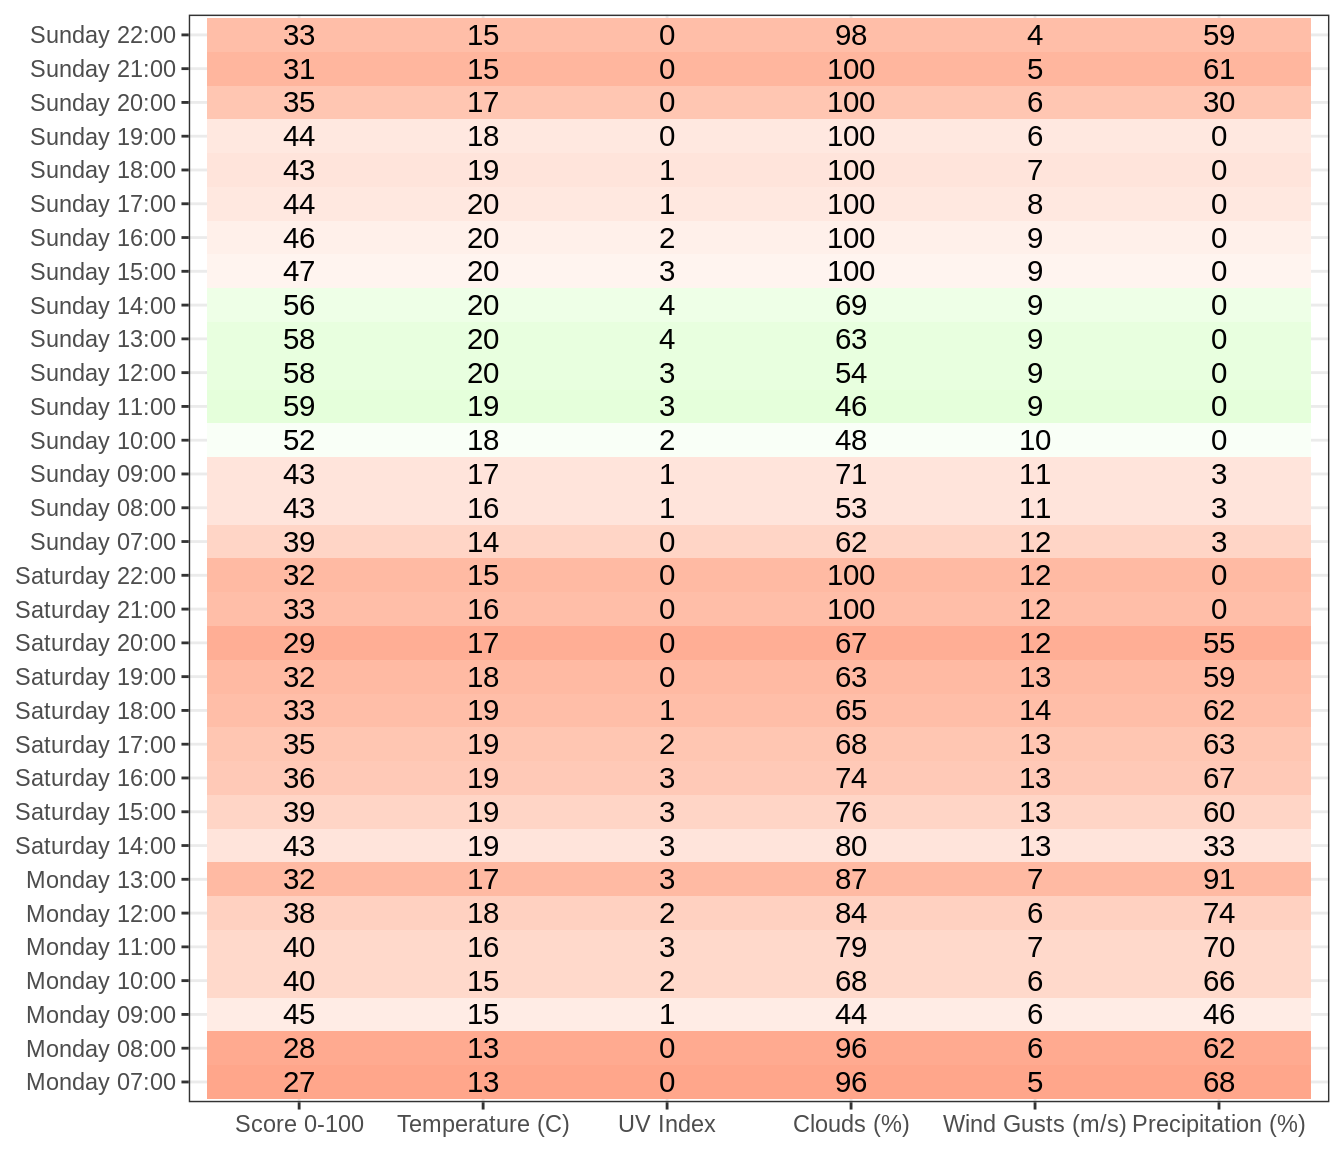 Sunday 22:00 33 15 0 98 4 59
Sunday 21:00 31 15 0 100 5 61
Sunday 20:00 35 17 0 100 6 30
Sunday 19:00 44 18 0 100 6 0
Sunday 18:00 43 19 1 100 7 0
Sunday 17:00 44 20 1 100 8 0
Sunday 16:00 46 20 2 100 9 0
Sunday 15:00 47 20 3 100 9 0
Sunday 14:00 56 20 4 69 9 0
Sunday 13:00 58 20 4 63 9 0
Sunday 12:00 58 20 3 54 9 0
Sunday 11:00 59 19 3 46 9 0
Sunday 10:00 52 18 2 48 10 0
Sunday 09:00 43 17 1 71 11 3
Sunday 08:00 43 16 1 53 11 3
Sunday 07:00 39 14 0 62 12 3
Saturday 22:00 32 15 0 100 12 0
Saturday 21:00 33 16 0 100 12 0
Saturday 20:00 29 17 0 67 12 55
Saturday 19:00 32 18 0 63 13 59
Saturday 18:00 33 19 1 65 14 62
Saturday 17:00 35 19 2 68 13 63
Saturday 16:00 36 19 3 74 13 67
Saturday 15:00 39 19 3 76 13 60
Saturday 14:00 43 19 3 80 13 33
Monday 13:00 32 17 3 87 7 91
Monday 12:00 38 18 2 84 6 74
Monday 11:00 40 16 3 79 7 70
Monday 10:00 40 15 2 68 6 66
Monday 09:00 45 15 1 44 6 46
Monday 08:00 28 13 0 96 6 62
Monday 07:00 27 13 0 96 5 68
Score 0-100 Temperature (C) UV Index Clouds (%) Wind Gusts (m/s) Precipitation (%)